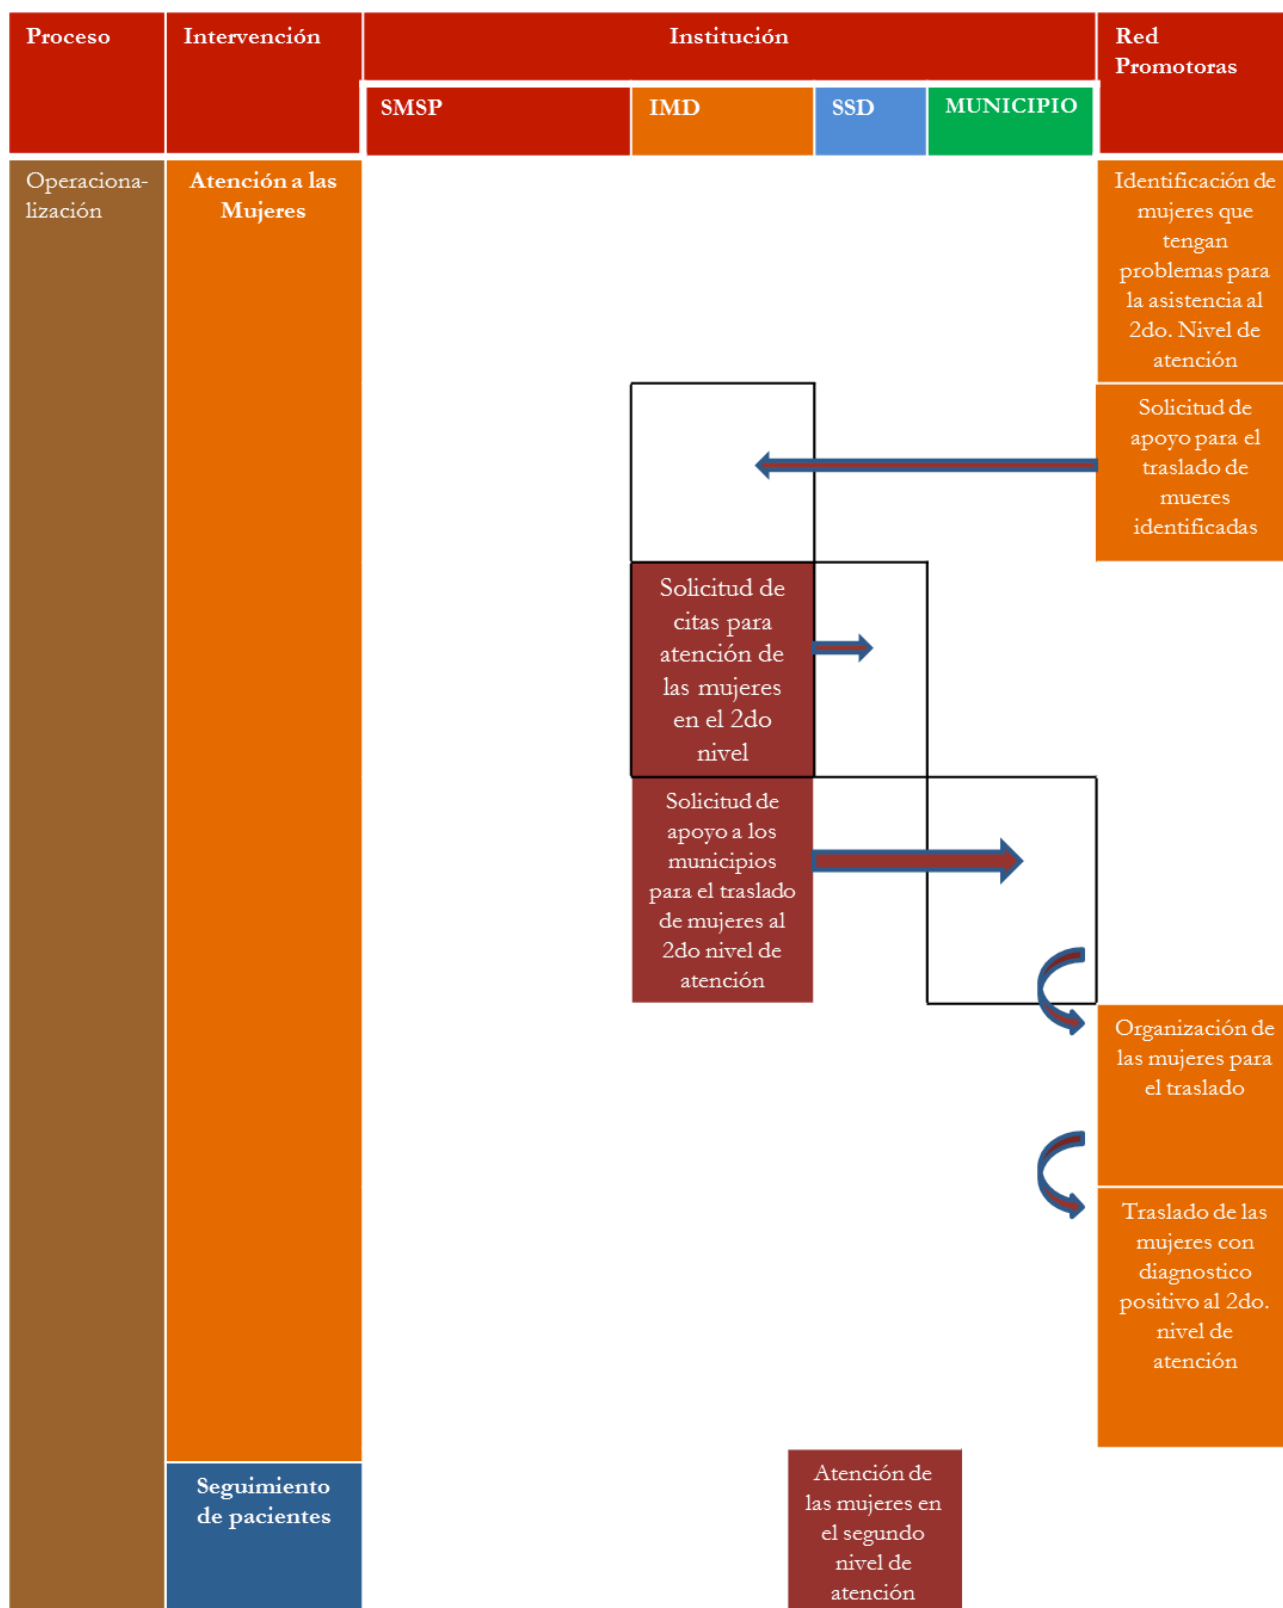 Proceso
Intervención
Institución
Red
Promotoras
SMSP
IMD
SSD
MUNICIPIO
Operaciona-
lización
Atención a las
Mujeres
Identificación de
mujeres que
tengan
problemas para
la asistencia al
2do. Nivel de
atención
Solicitud de
apoyo para el
traslado de
mueres
identificadas
Solicitud de
citas para
atención de
las mujeres
en el 2do
nivel
Solicitud de
apoyo a los
municipios
para el traslado
de mujeres al
2do nivel de
atención
Organización de
las mujeres para
el traslado
Traslado de las
mujeres con
diagnostico
positivo al 2do.
nivel de
atención
Seguimiento
de pacientes
Atención de
las mujeres en
el segundo
nivel de
atención